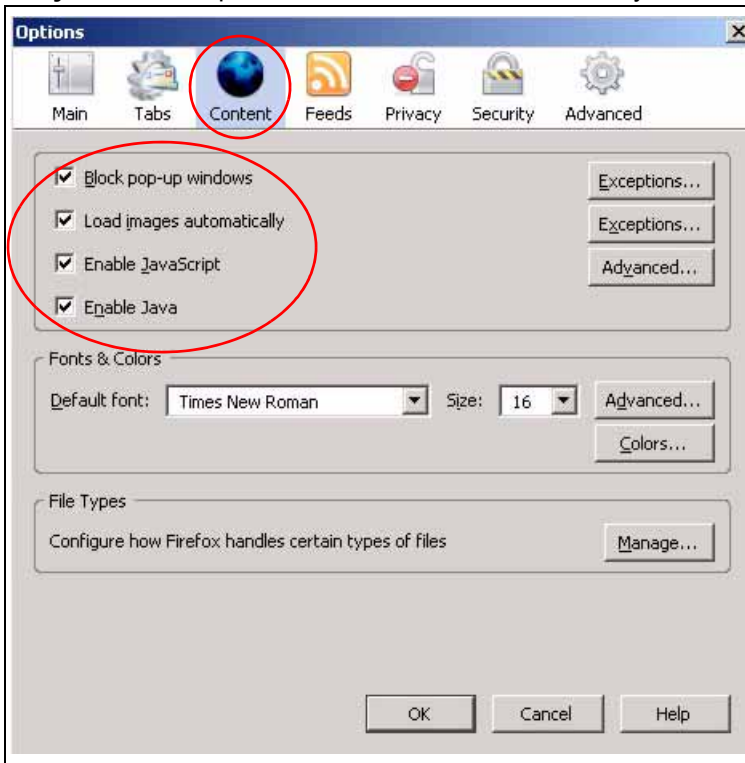 Options
Main Tabs Content Feeds Privacy Security Advanced
Block pop-up windows Exceptions...
Load images automatically Exceptions...
Enable JavaScript Advanced...
Enable Java
Fonts & Colors
Default font: Times New Roman Size: 16 Advanced...
Colors...
File Types
Configure how Firefox handles certain types of files Manage...
OK Cancel Help